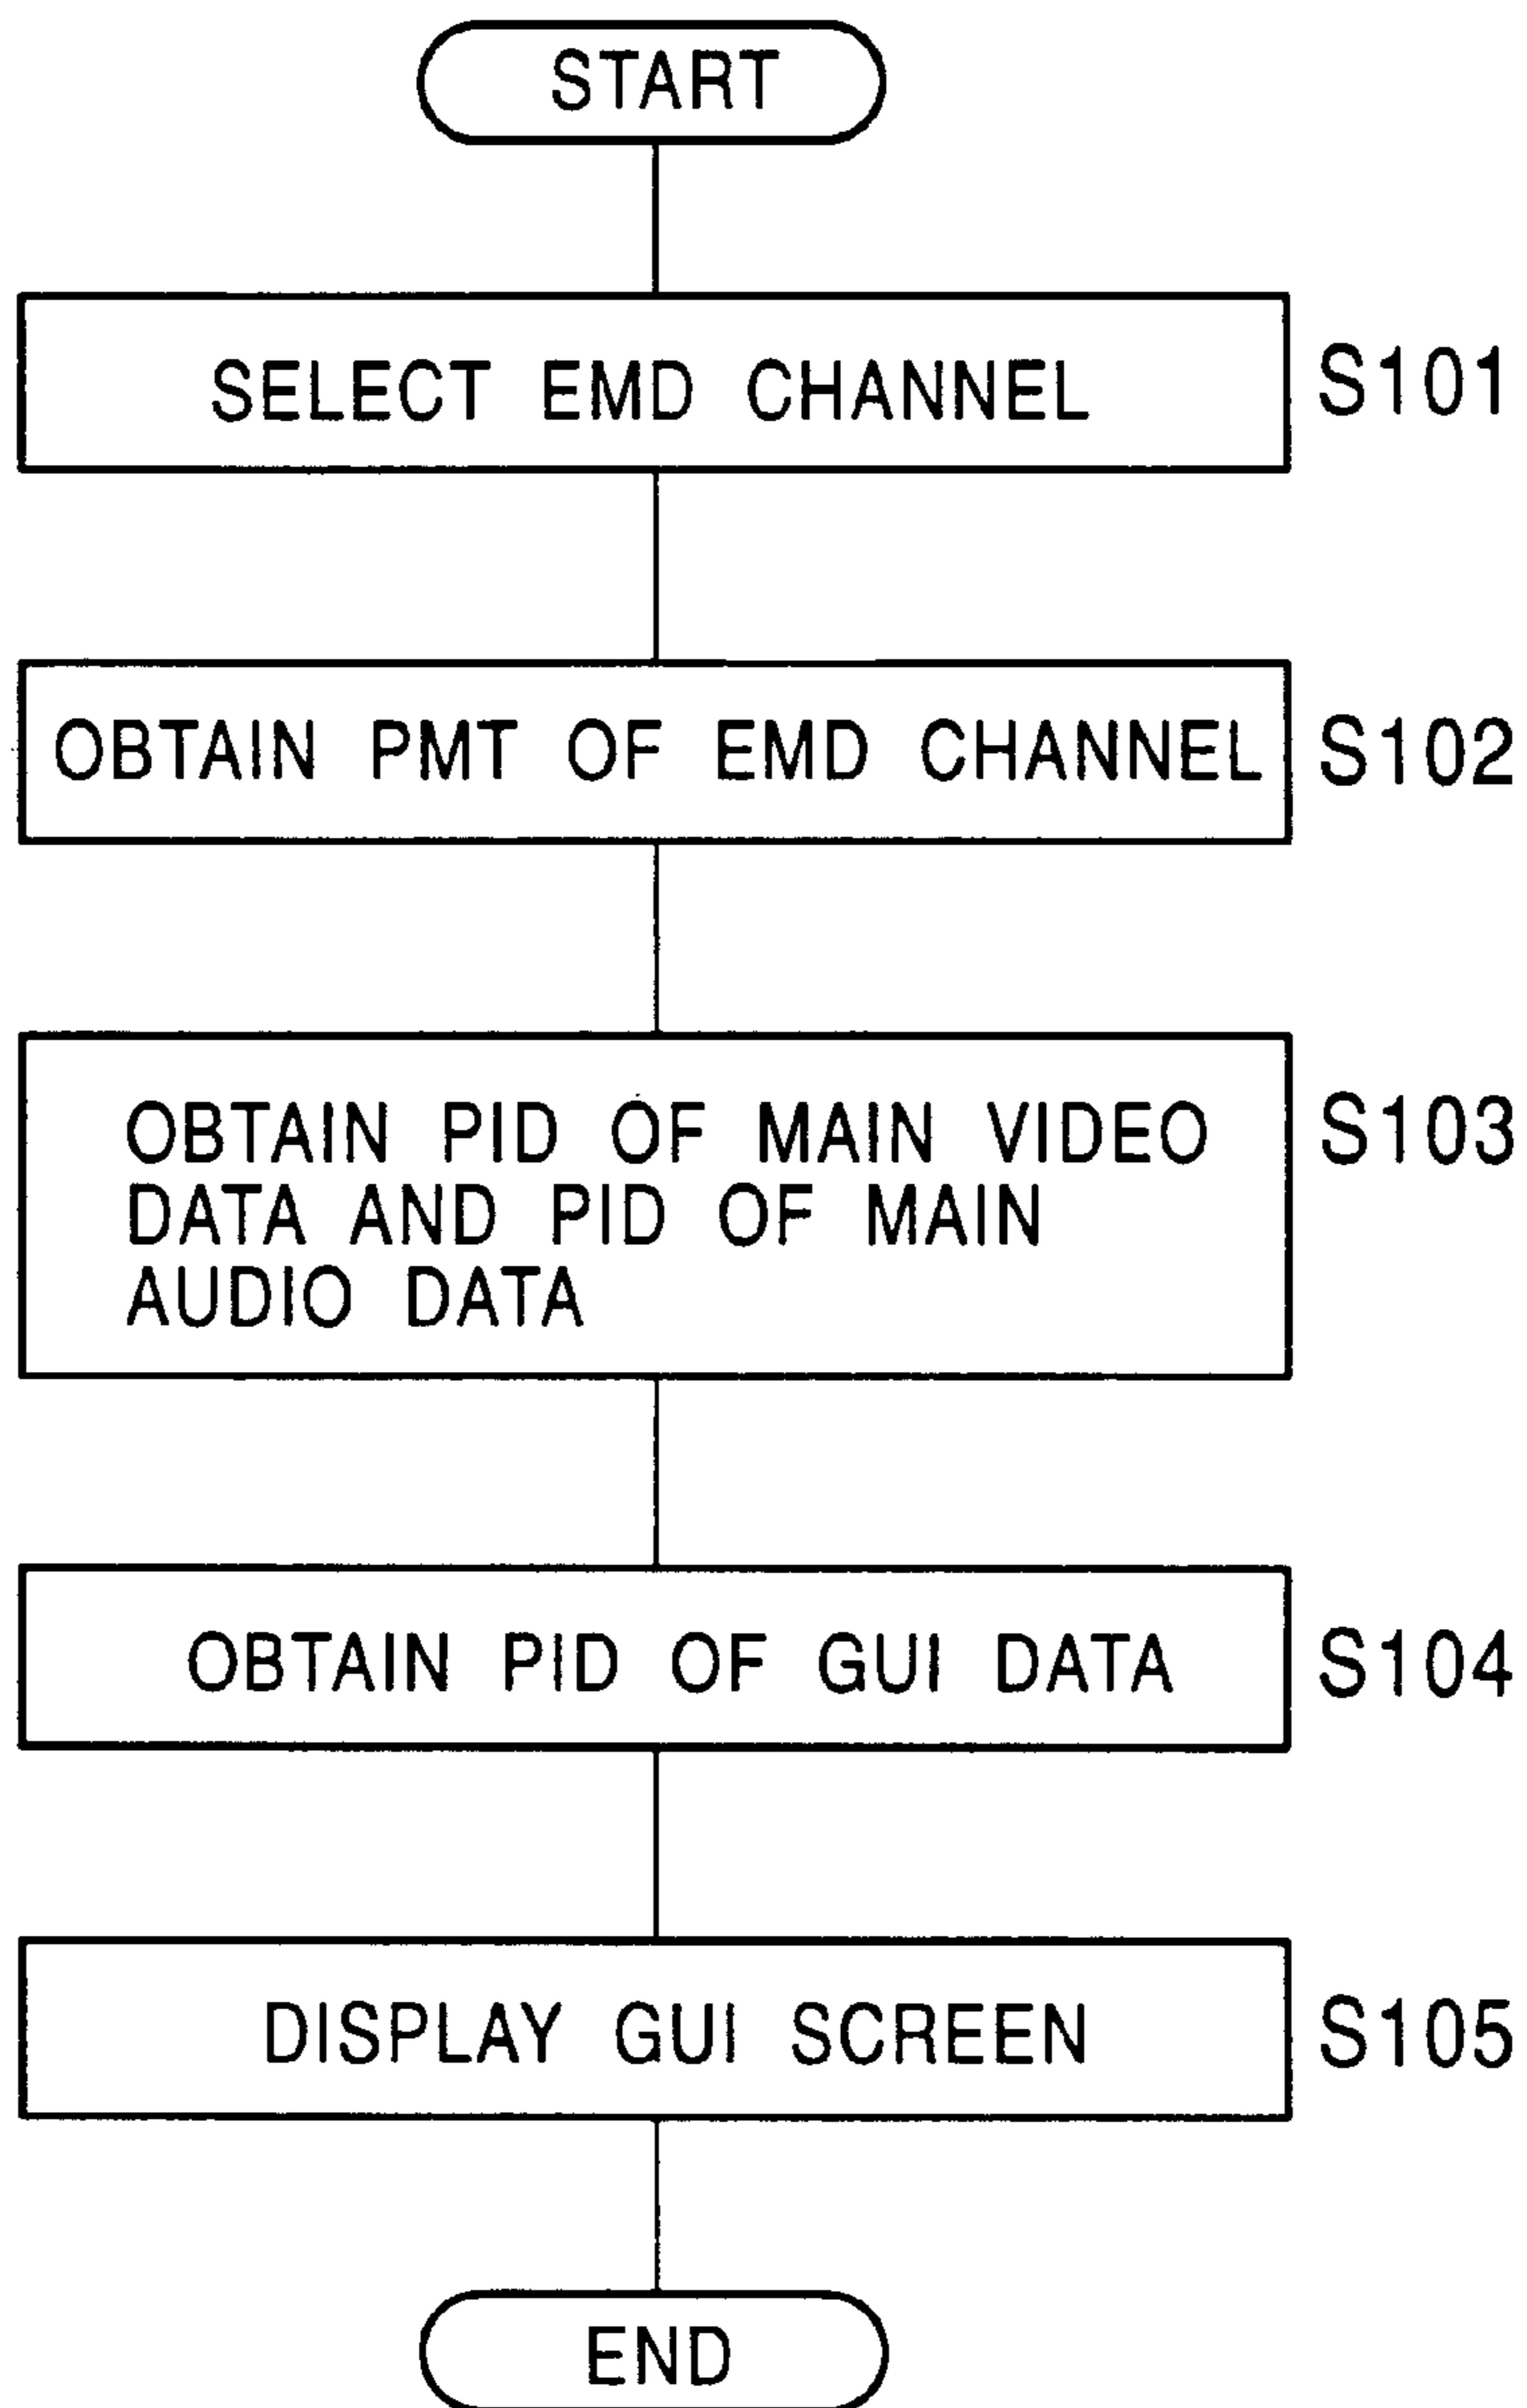 START
SELECT EMD CHANNEL S101
OBTAIN PMT OF EMD CHANNEL S102
OBTAIN PID OF MAIN VIDEO S103
DATA AND PID OF MAIN
AUDIO DATA
OBTAIN PID OF GUI DATA S104
DISPLAY GUI SCREEN S105
END